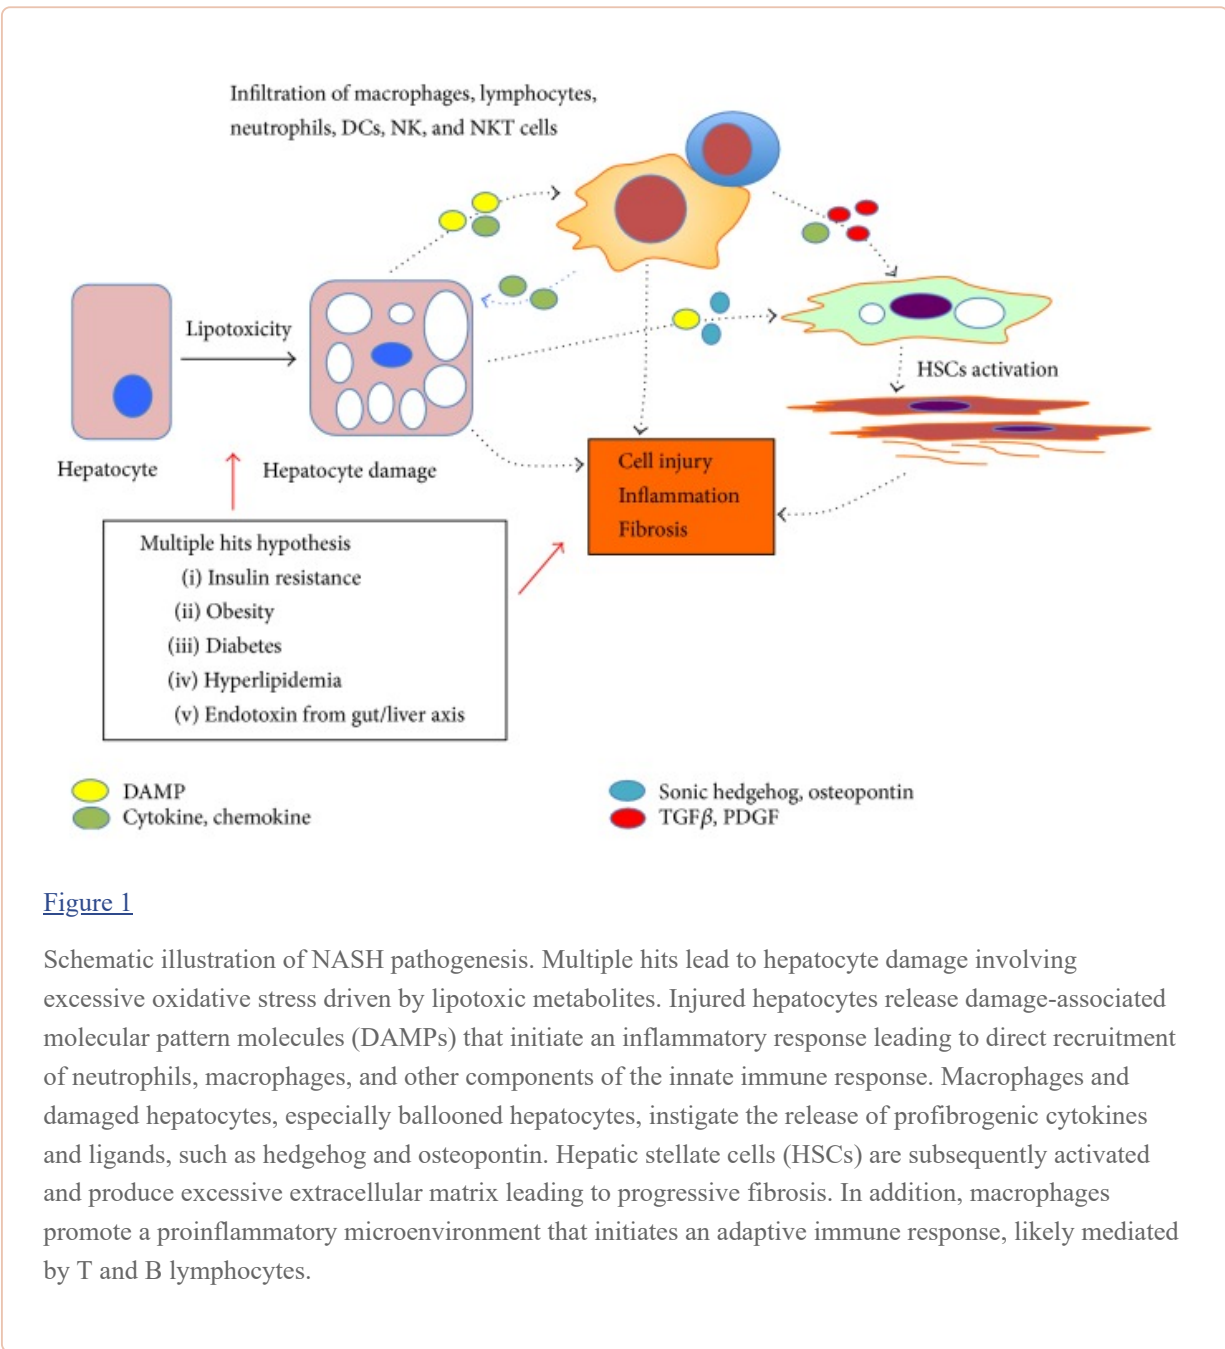 Infiltration of macrophages, lymphocytes,
neutrophils, DCs, NK, and NKT cells
Lipotoxicity
HSCs activation
Hepatocyte
Hepatocyte damage
Cell injury
Inflammation
Fibrosis
Multiple hits hypothesis
(i) Insulin resistance
(ii) Obesity
(iii) Diabetes
(iv) Hyperlipidemia
(v) Endotoxin from gut/liver axis
DAMP
Cytokine, chemokine
Sonic hedgehog, osteopontin
TGFβ, PDGF
Figure 1
Schematic illustration of NASH pathogenesis. Multiple hits lead to hepatocyte damage involving
excessive oxidative stress driven by lipotoxic metabolites. Injured hepatocytes release damage-associated
molecular pattern molecules (DAMPs) that initiate an inflammatory response leading to direct recruitment
of neutrophils, macrophages, and other components of the innate immune response. Macrophages and
damaged hepatocytes, especially ballooned hepatocytes, instigate the release of profibrogenic cytokines
and ligands, such as hedgehog and osteopontin. Hepatic stellate cells (HSCs) are subsequently activated
and produce excessive extracellular matrix leading to progressive fibrosis. In addition, macrophages
promote a proinflammatory microenvironment that initiates an adaptive immune response, likely mediated
by T and B lymphocytes.